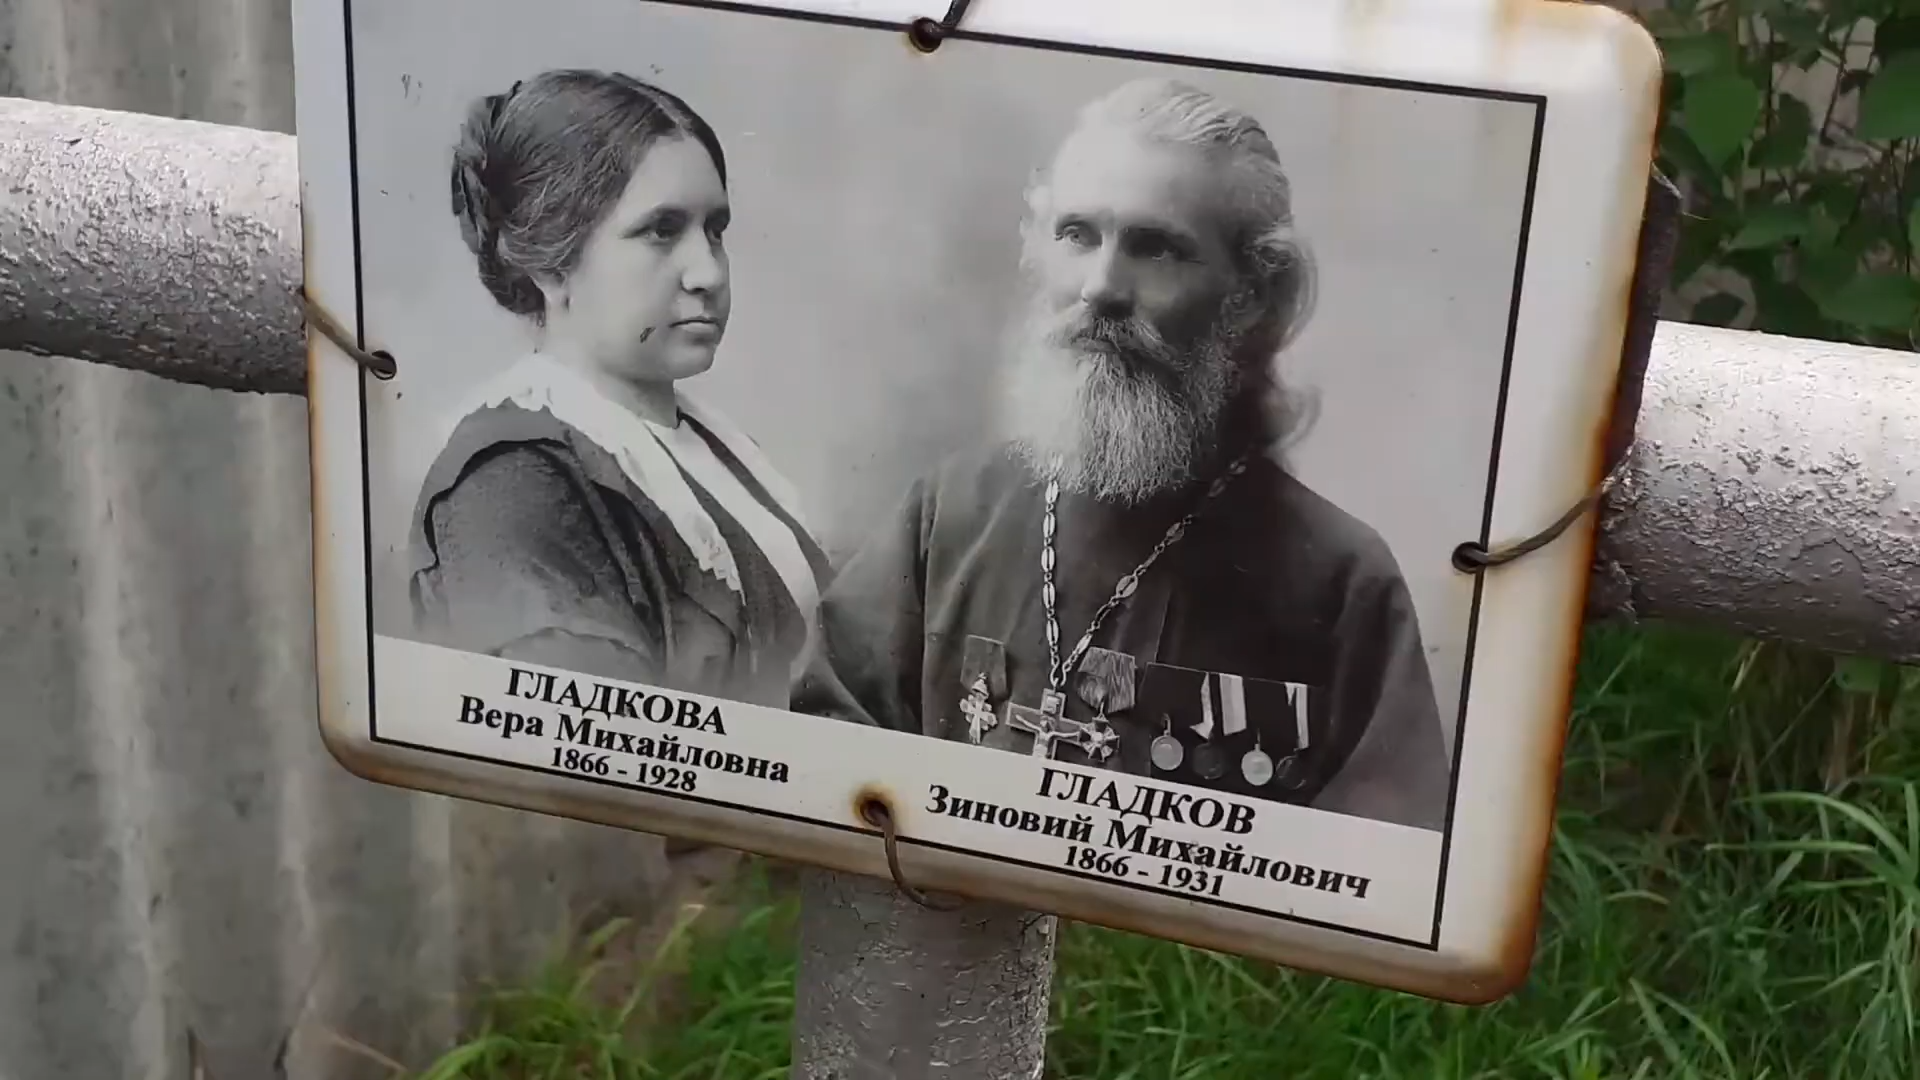 ГЛАДКОВА
Вера Михайловна
1866 - 1928
ГЛАДКОВ
Зиновий Михайлович
1866 - 1931